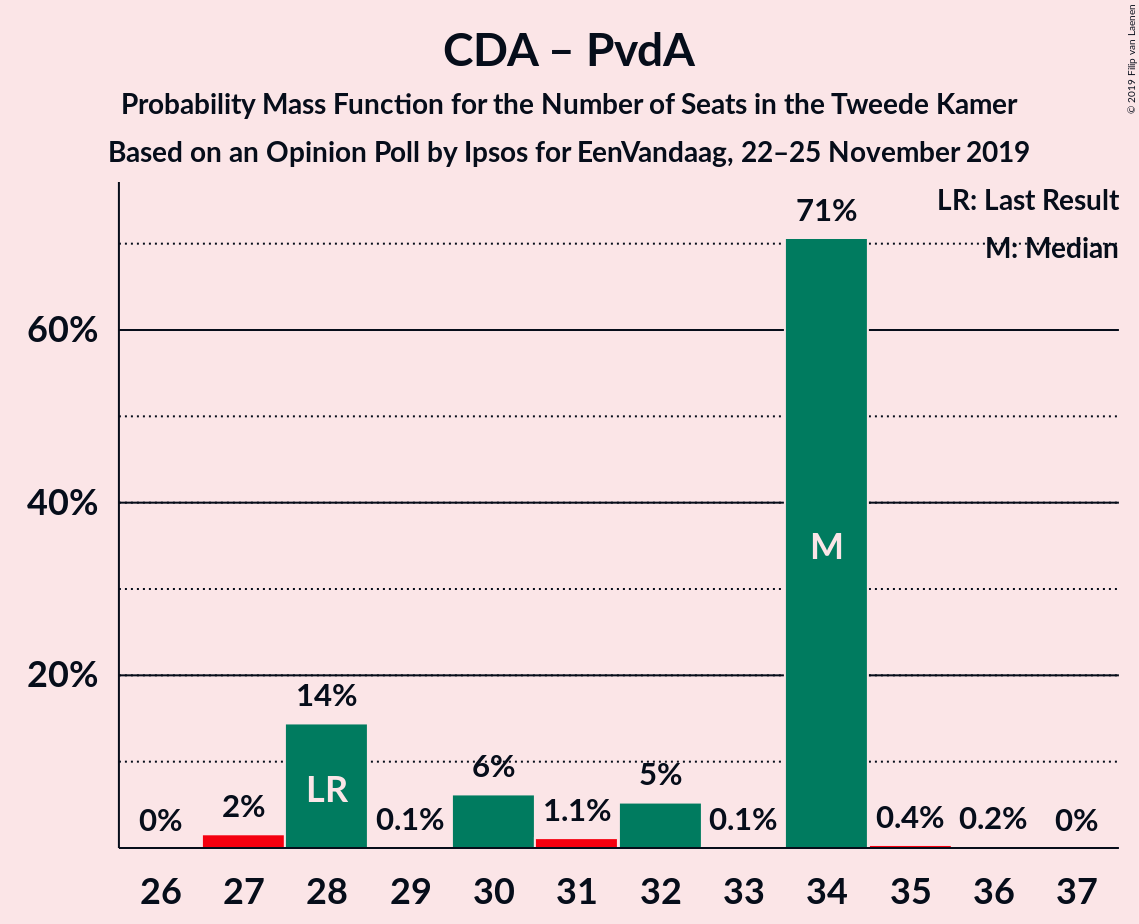 CDA – PvdA
Probability Mass Function for the Number of Seats in the Tweede Kamer
Based on an Opinion Poll by Ipsos for EenVandaag, 22–25 November 2019
© 2019 Filip van Laenen
LR: Last Result
M: Median
60%
40%
20%
0%
2%
14%
0.1%
6%
1.1%
5%
0.1%
71%
0.4%
0.2%
0%
LR
M
26 27 28 29 30 31 32 33 34 35 36 37